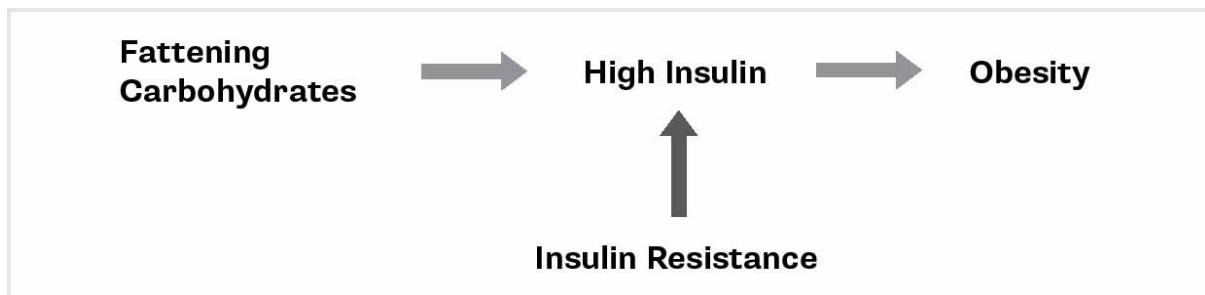 Fattening
Carbohydrates
High Insulin
Obesity
Insulin Resistance